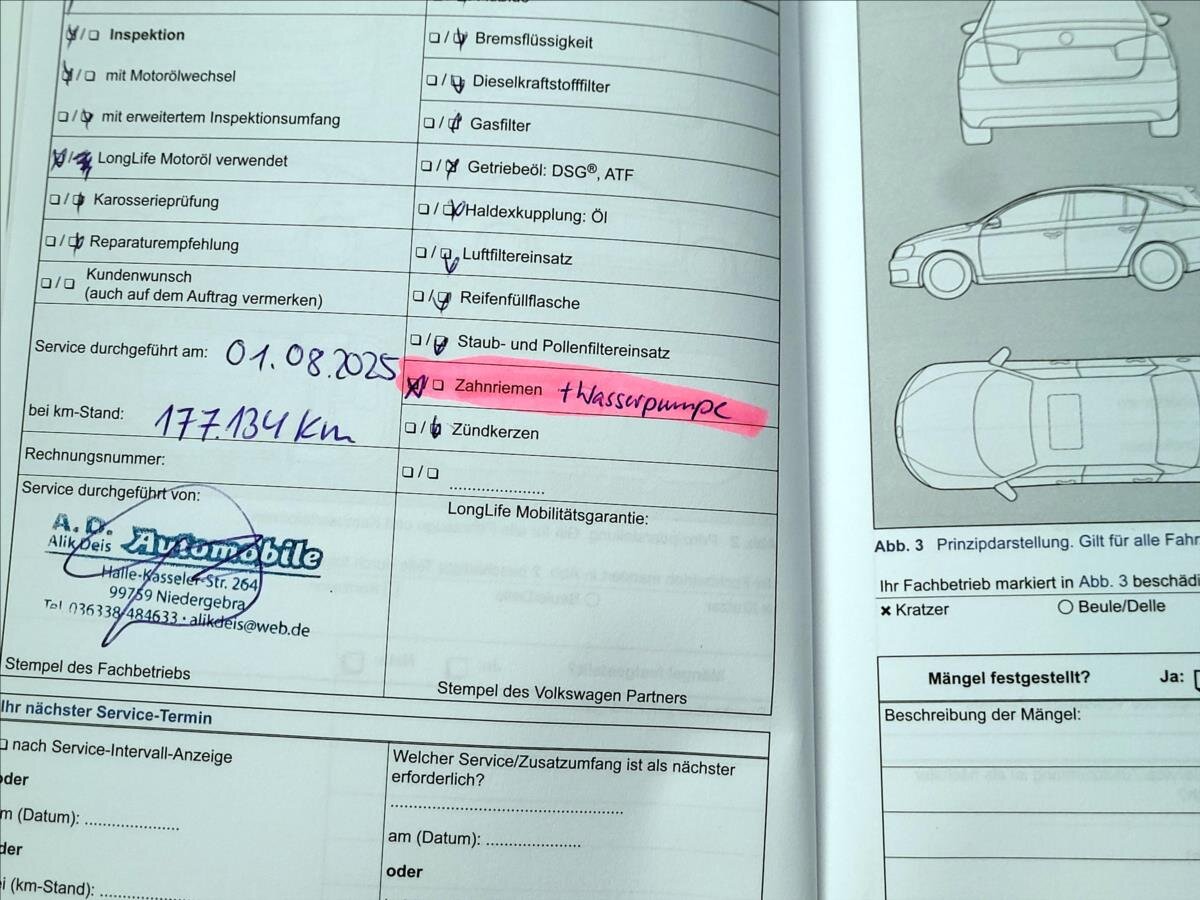 Inspektion
mit Motorölwechsel
mit erweitertem Inspektionsumfang
LongLife Motoröl verwendet
Karosserieprüfung
Reparaturempfehlung
Kundenwunsch
(auch auf dem Auftrag vermerken)
Service durchgeführt am: 01.08.2025
bei km-Stand: 177.134 Km
Rechnungsnummer:
Service durchgeführt von:
A. D. Automobile
Alik Deis
Halle-Kasseler-Str. 264
99759 Niedergebra
Tel. 036338-484633 · alikdeis@web.de
Stempel des Fachbetriebs
Bremsflüssigkeit
Dieselkraftstofffilter
Gasfilter
Getriebeöl: DSG®, ATF
Haldexkupplung: Öl
Luftfiltereinsatz
Reifenfüllflasche
Staub- und Pollenfiltereinsatz
Zahnriemen + Wasserpumpe
Zündkerzen
....................
LongLife Mobilitätsgarantie:
Stempel des Volkswagen Partners
Ihr nächster Service-Termin
nach Service-Intervall-Anzeige
oder
m (Datum): ....................
der
i (km-Stand): ....................
Welcher Service/Zusatzumfang ist als nächster
erforderlich?
..................................................
am (Datum): ....................
oder
Abb. 3 Prinzipdarstellung. Gilt für alle Fahr
Ihr Fachbetrieb markiert in Abb. 3 beschädi
× Kratzer
○ Beule/Delle
Mängel festgestellt? Ja:
Beschreibung der Mängel: